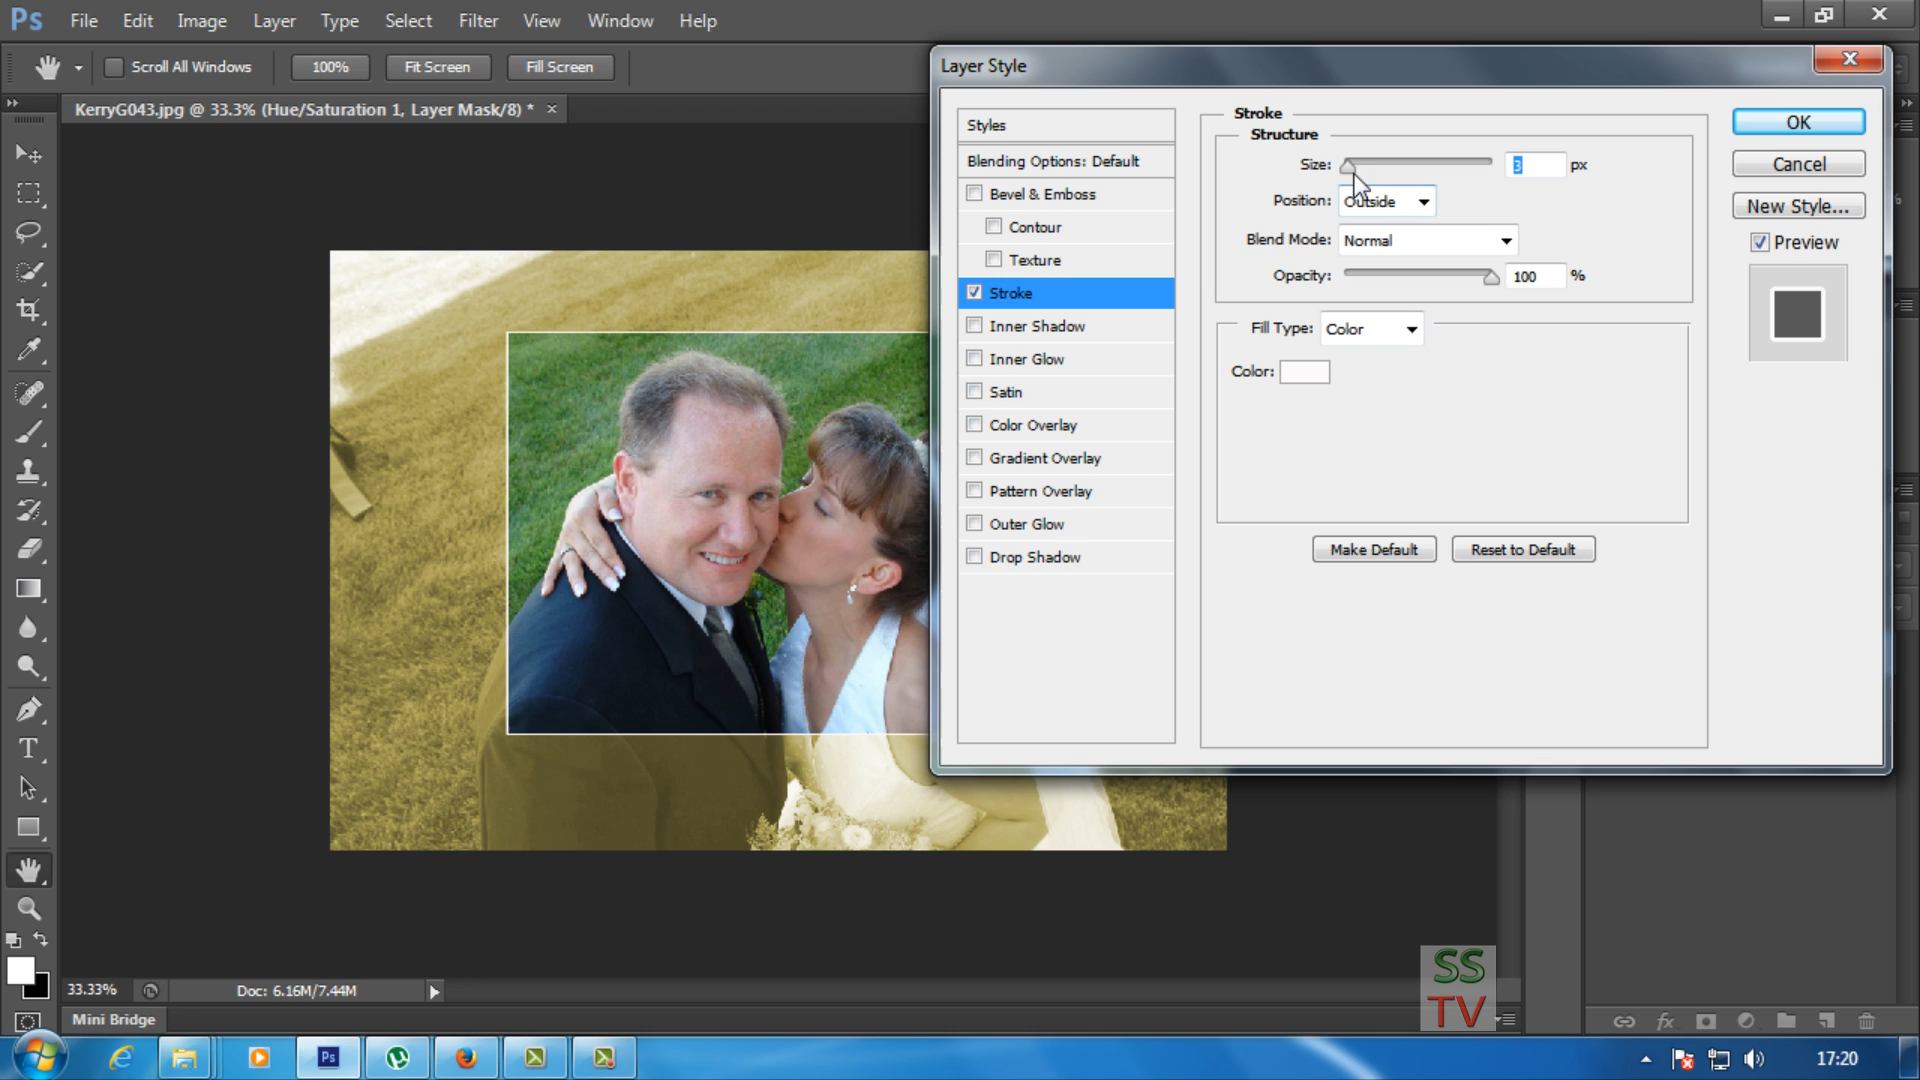 Ps File Edit Image Layer Type Select Filter View Window Help
Scroll All Windows 100% Fit Screen Fill Screen
KerryG043.jpg @ 33.3% (Hue/Saturation 1, Layer Mask/8) *
Layer Style
Styles
Blending Options: Default
Bevel & Emboss
Contour
Texture
Stroke
Inner Shadow
Inner Glow
Satin
Color Overlay
Gradient Overlay
Pattern Overlay
Outer Glow
Drop Shadow
Stroke
Structure
Size: 3 px
Position: Outside
Blend Mode: Normal
Opacity: 100 %
Fill Type: Color
Color:
Make Default Reset to Default
OK
Cancel
New Style...
Preview
33.33% Doc: 6.16M/7.44M
Mini Bridge
SS
TV
Ps
17:20